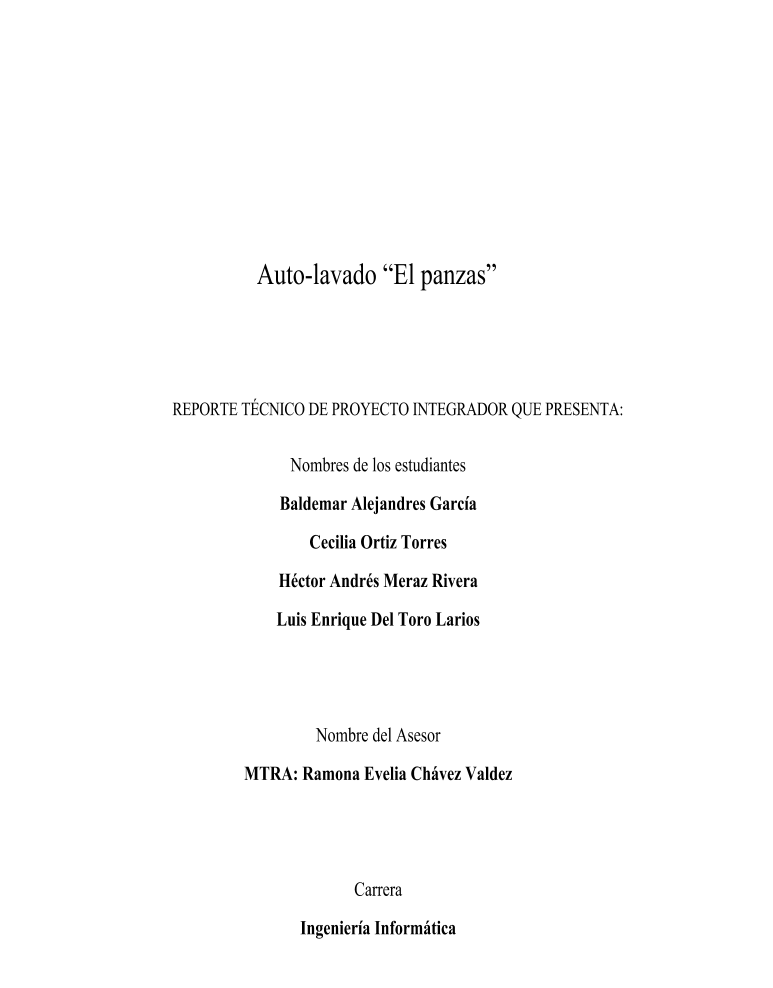 Auto-lavado “El panzas”
REPORTE TÉCNICO DE PROYECTO INTEGRADOR QUE PRESENTA:
Nombres de los estudiantes
Baldemar Alejandres García
Cecilia Ortiz Torres
Héctor Andrés Meraz Rivera
Luis Enrique Del Toro Larios
Nombre del Asesor
MTRA: Ramona Evelia Chávez Valdez
Carrera
Ingeniería Informática